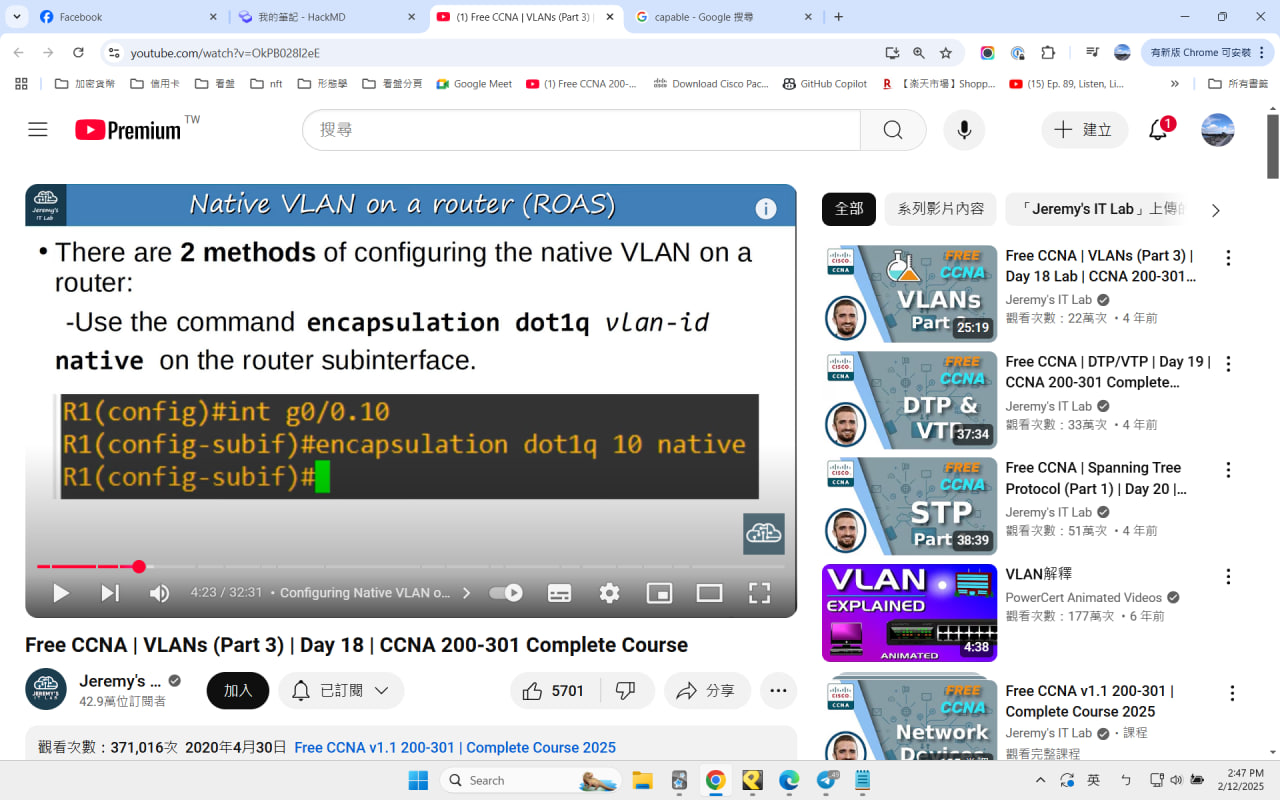 Facebook
我的筆記 - HackMD
(1) Free CCNA | VLANs (Part 3) |
capable - Google 搜尋
youtube.com/watch?v=OkPB028l2eE
有新版 Chrome 可安裝
加密貨幣
信用卡
看盤
nft
形態學
看盤分頁
Google Meet
(1) Free CCNA 200-...
Download Cisco Pac...
GitHub Copilot
【楽天市場】Shopp...
(15) Ep. 89, Listen, Li...
所有書籤
Premium TW
搜尋
建立
1
Jeremy's IT Lab
Native VLAN on a router (ROAS)
• There are 2 methods of configuring the native VLAN on a
router:
-Use the command encapsulation dot1q vlan-id
native on the router subinterface.
R1(config)#int g0/0.10
R1(config-subif)#encapsulation dot1q 10 native
R1(config-subif)#
4:23 / 32:31 • Configuring Native VLAN o...
Free CCNA | VLANs (Part 3) | Day 18 | CCNA 200-301 Complete Course
JEREMY'S IT LAB
Jeremy's ...
42.9萬位訂閱者
加入
已訂閱
5701
分享
觀看次數：371,016次 2020年4月30日 Free CCNA v1.1 200-301 | Complete Course 2025
全部
系列影片內容
「Jeremy's IT Lab」上傳的
CISCO
CCNA
FREE
CCNA
VLANs
Part
25:19
Free CCNA | VLANs (Part 3) |
Day 18 Lab | CCNA 200-301...
Jeremy's IT Lab
觀看次數：22萬次 • 4 年前
CISCO
CCNA
FREE
CCNA
DTP &
VTP
37:34
Free CCNA | DTP/VTP | Day 19 |
CCNA 200-301 Complete...
Jeremy's IT Lab
觀看次數：33萬次 • 4 年前
CISCO
CCNA
FREE
CCNA
STP
Part
38:39
Free CCNA | Spanning Tree
Protocol (Part 1) | Day 20 |...
Jeremy's IT Lab
觀看次數：51萬次 • 4 年前
VLAN
EXPLAINED
ANIMATED
4:38
VLAN解釋
PowerCert Animated Videos
觀看次數：177萬次 • 6 年前
CISCO
CCNA
FREE
CCNA
Network
Devices
Free CCNA v1.1 200-301 |
Complete Course 2025
Jeremy's IT Lab • 課程
觀看完整課程
Search
英
2:47 PM
2/12/2025